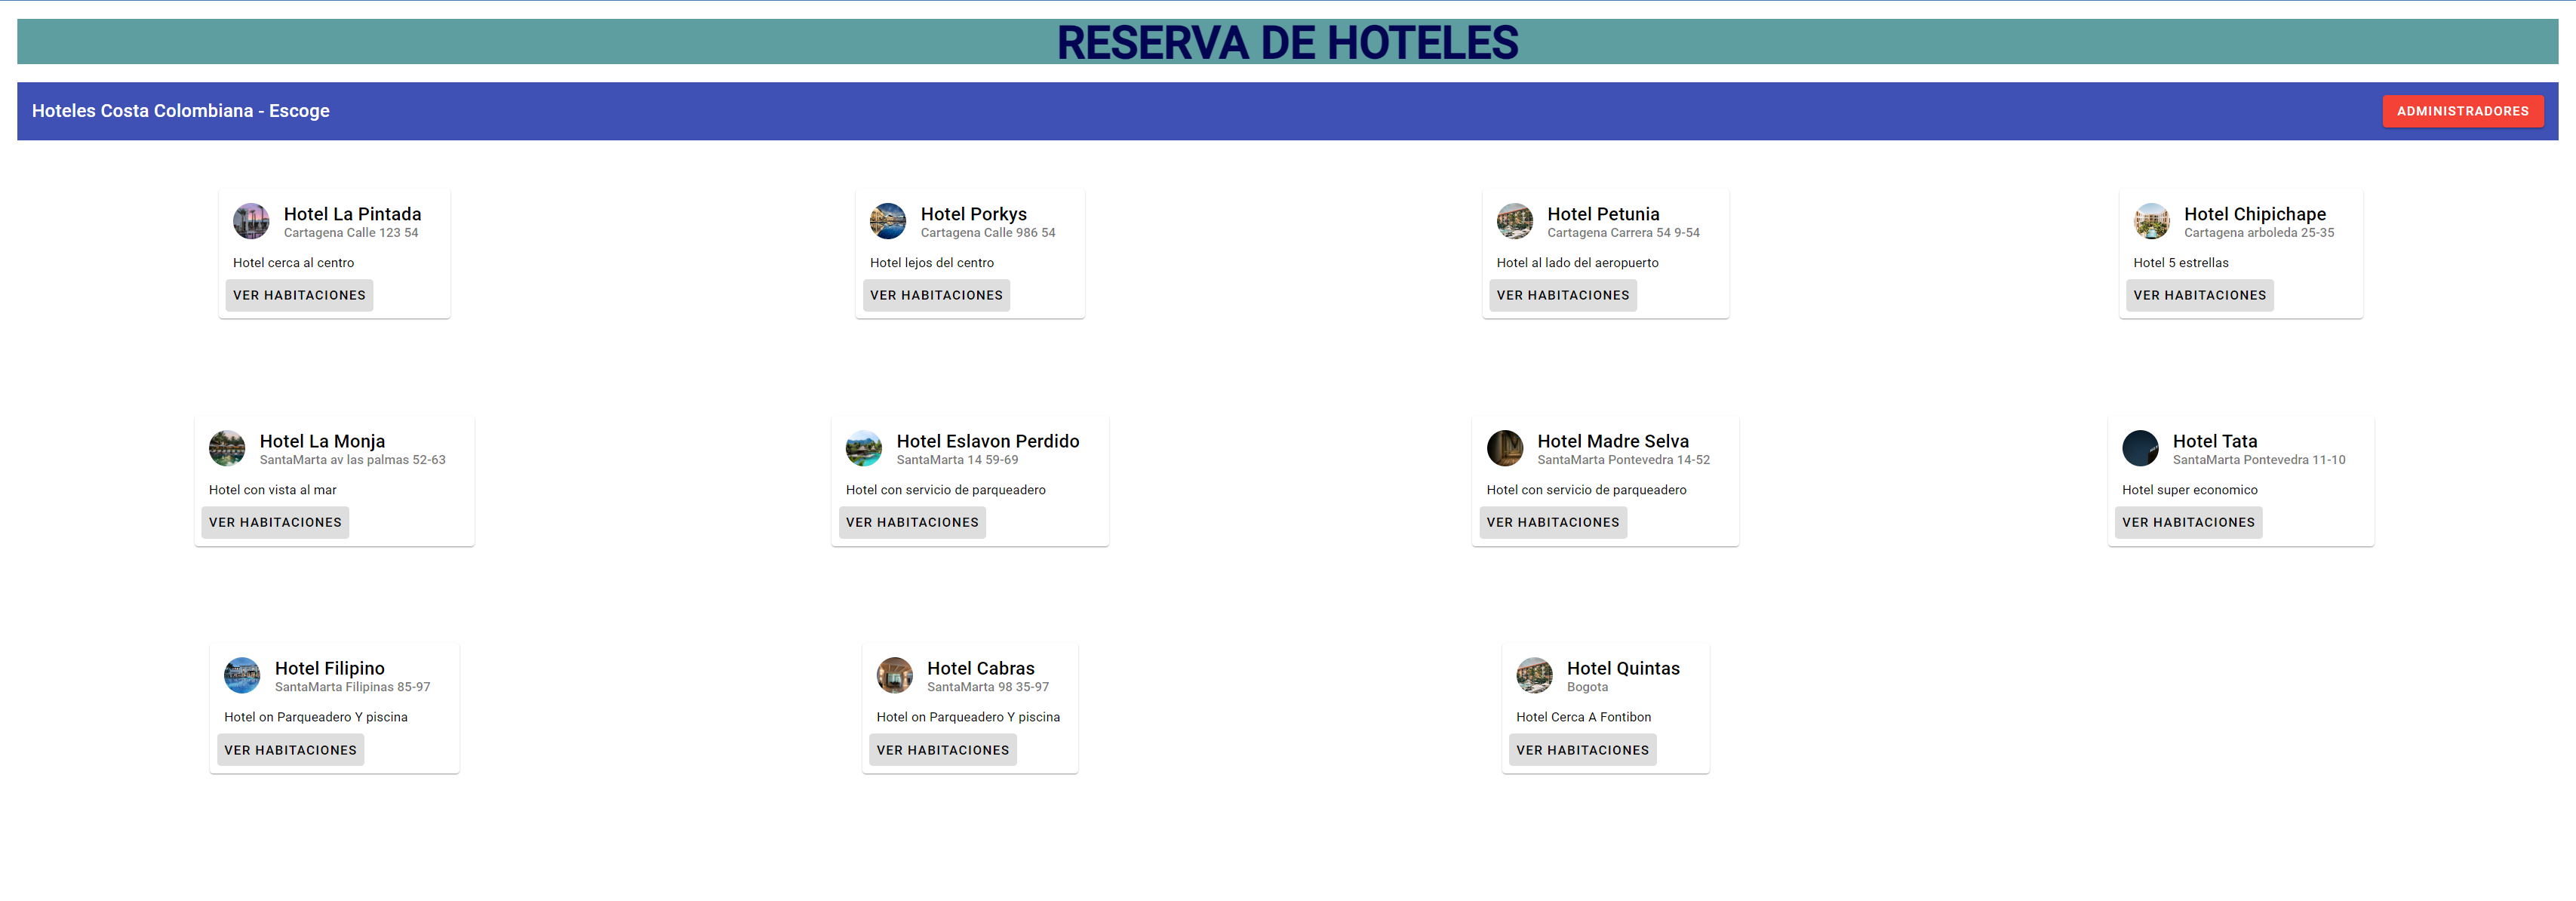 RESERVA DE HOTELES
Hoteles Costa Colombiana - Escoge
ADMINISTRADORES
Hotel La Pintada
Cartagena Calle 123 54
Hotel cerca al centro
VER HABITACIONES
Hotel Porkys
Cartagena Calle 986 54
Hotel lejos del centro
VER HABITACIONES
Hotel Petunia
Cartagena Carrera 54 9-54
Hotel al lado del aeropuerto
VER HABITACIONES
Hotel Chipichape
Cartagena arboleda 25-35
Hotel 5 estrellas
VER HABITACIONES
Hotel La Monja
SantaMarta av las palmas 52-63
Hotel con vista al mar
VER HABITACIONES
Hotel Eslavon Perdido
SantaMarta 14 59-69
Hotel con servicio de parqueadero
VER HABITACIONES
Hotel Madre Selva
SantaMarta Pontevedra 14-52
Hotel con servicio de parqueadero
VER HABITACIONES
Hotel Tata
SantaMarta Pontevedra 11-10
Hotel super economico
VER HABITACIONES
Hotel Filipino
SantaMarta Filipinas 85-97
Hotel on Parqueadero Y piscina
VER HABITACIONES
Hotel Cabras
SantaMarta 98 35-97
Hotel on Parqueadero Y piscina
VER HABITACIONES
Hotel Quintas
Bogota
Hotel Cerca A Fontibon
VER HABITACIONES